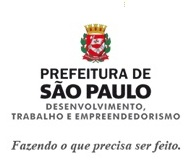 PREFEITURA DE
SÃO PAULO
DESENVOLVIMENTO,
TRABALHO E EMPREENDEDORISMO
Fazendo o que precisa ser feito.